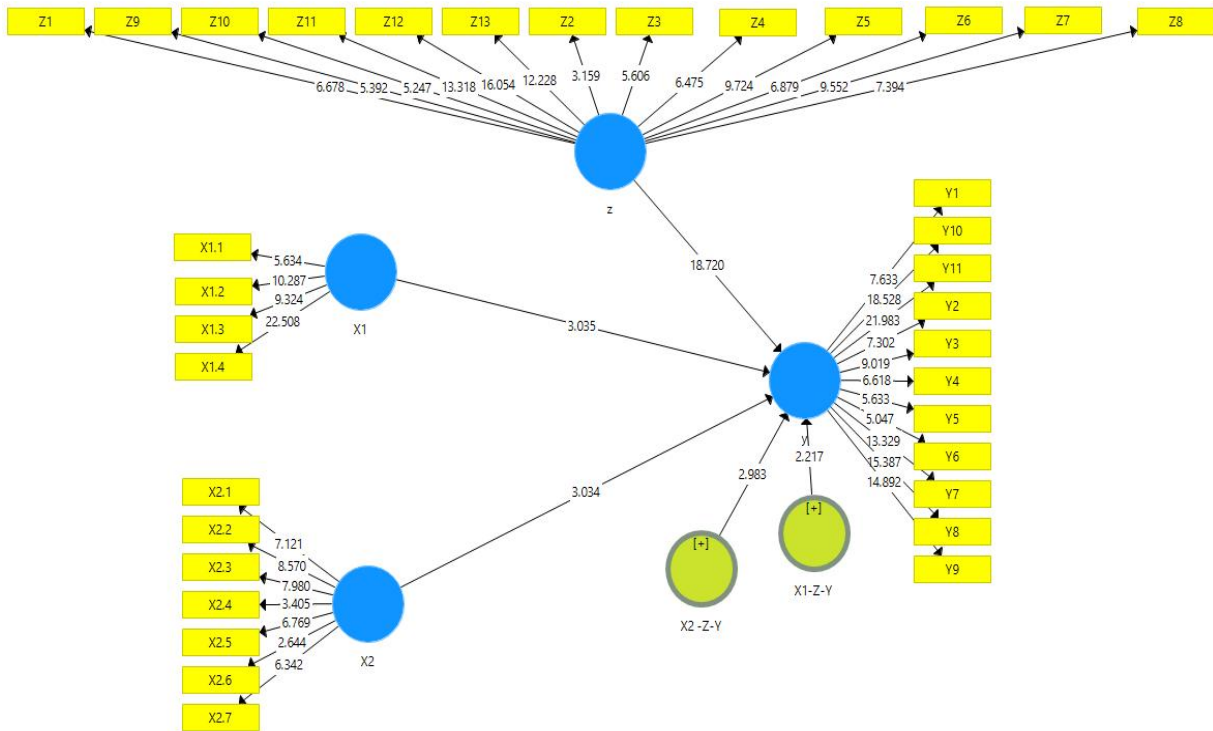 Z1 Z9 Z10 Z11 Z12 Z13 Z2 Z3 Z4 Z5 Z6 Z7 Z8
6.678 5.392 5.247 13.318 16.054 12.228 3.159 5.606 6.475 9.724 6.879 9.552 7.394
z
18.720
X1.1
X1.2
X1.3
X1.4
5.634
10.287
9.324
22.508
X1
3.035
Y1
Y10
Y11
Y2
Y3
Y4
Y5
Y6
Y7
Y8
Y9
7.633
18.528
21.983
7.302
9.019
6.618
5.633
5.047
13.329
15.387
14.892
y
X2.1
X2.2
X2.3
X2.4
X2.5
X2.6
X2.7
7.121
8.570
7.980
3.405
6.769
2.644
6.342
X2
3.034
2.983
2.217
[+]
X2 -Z-Y
[+]
X1-Z-Y